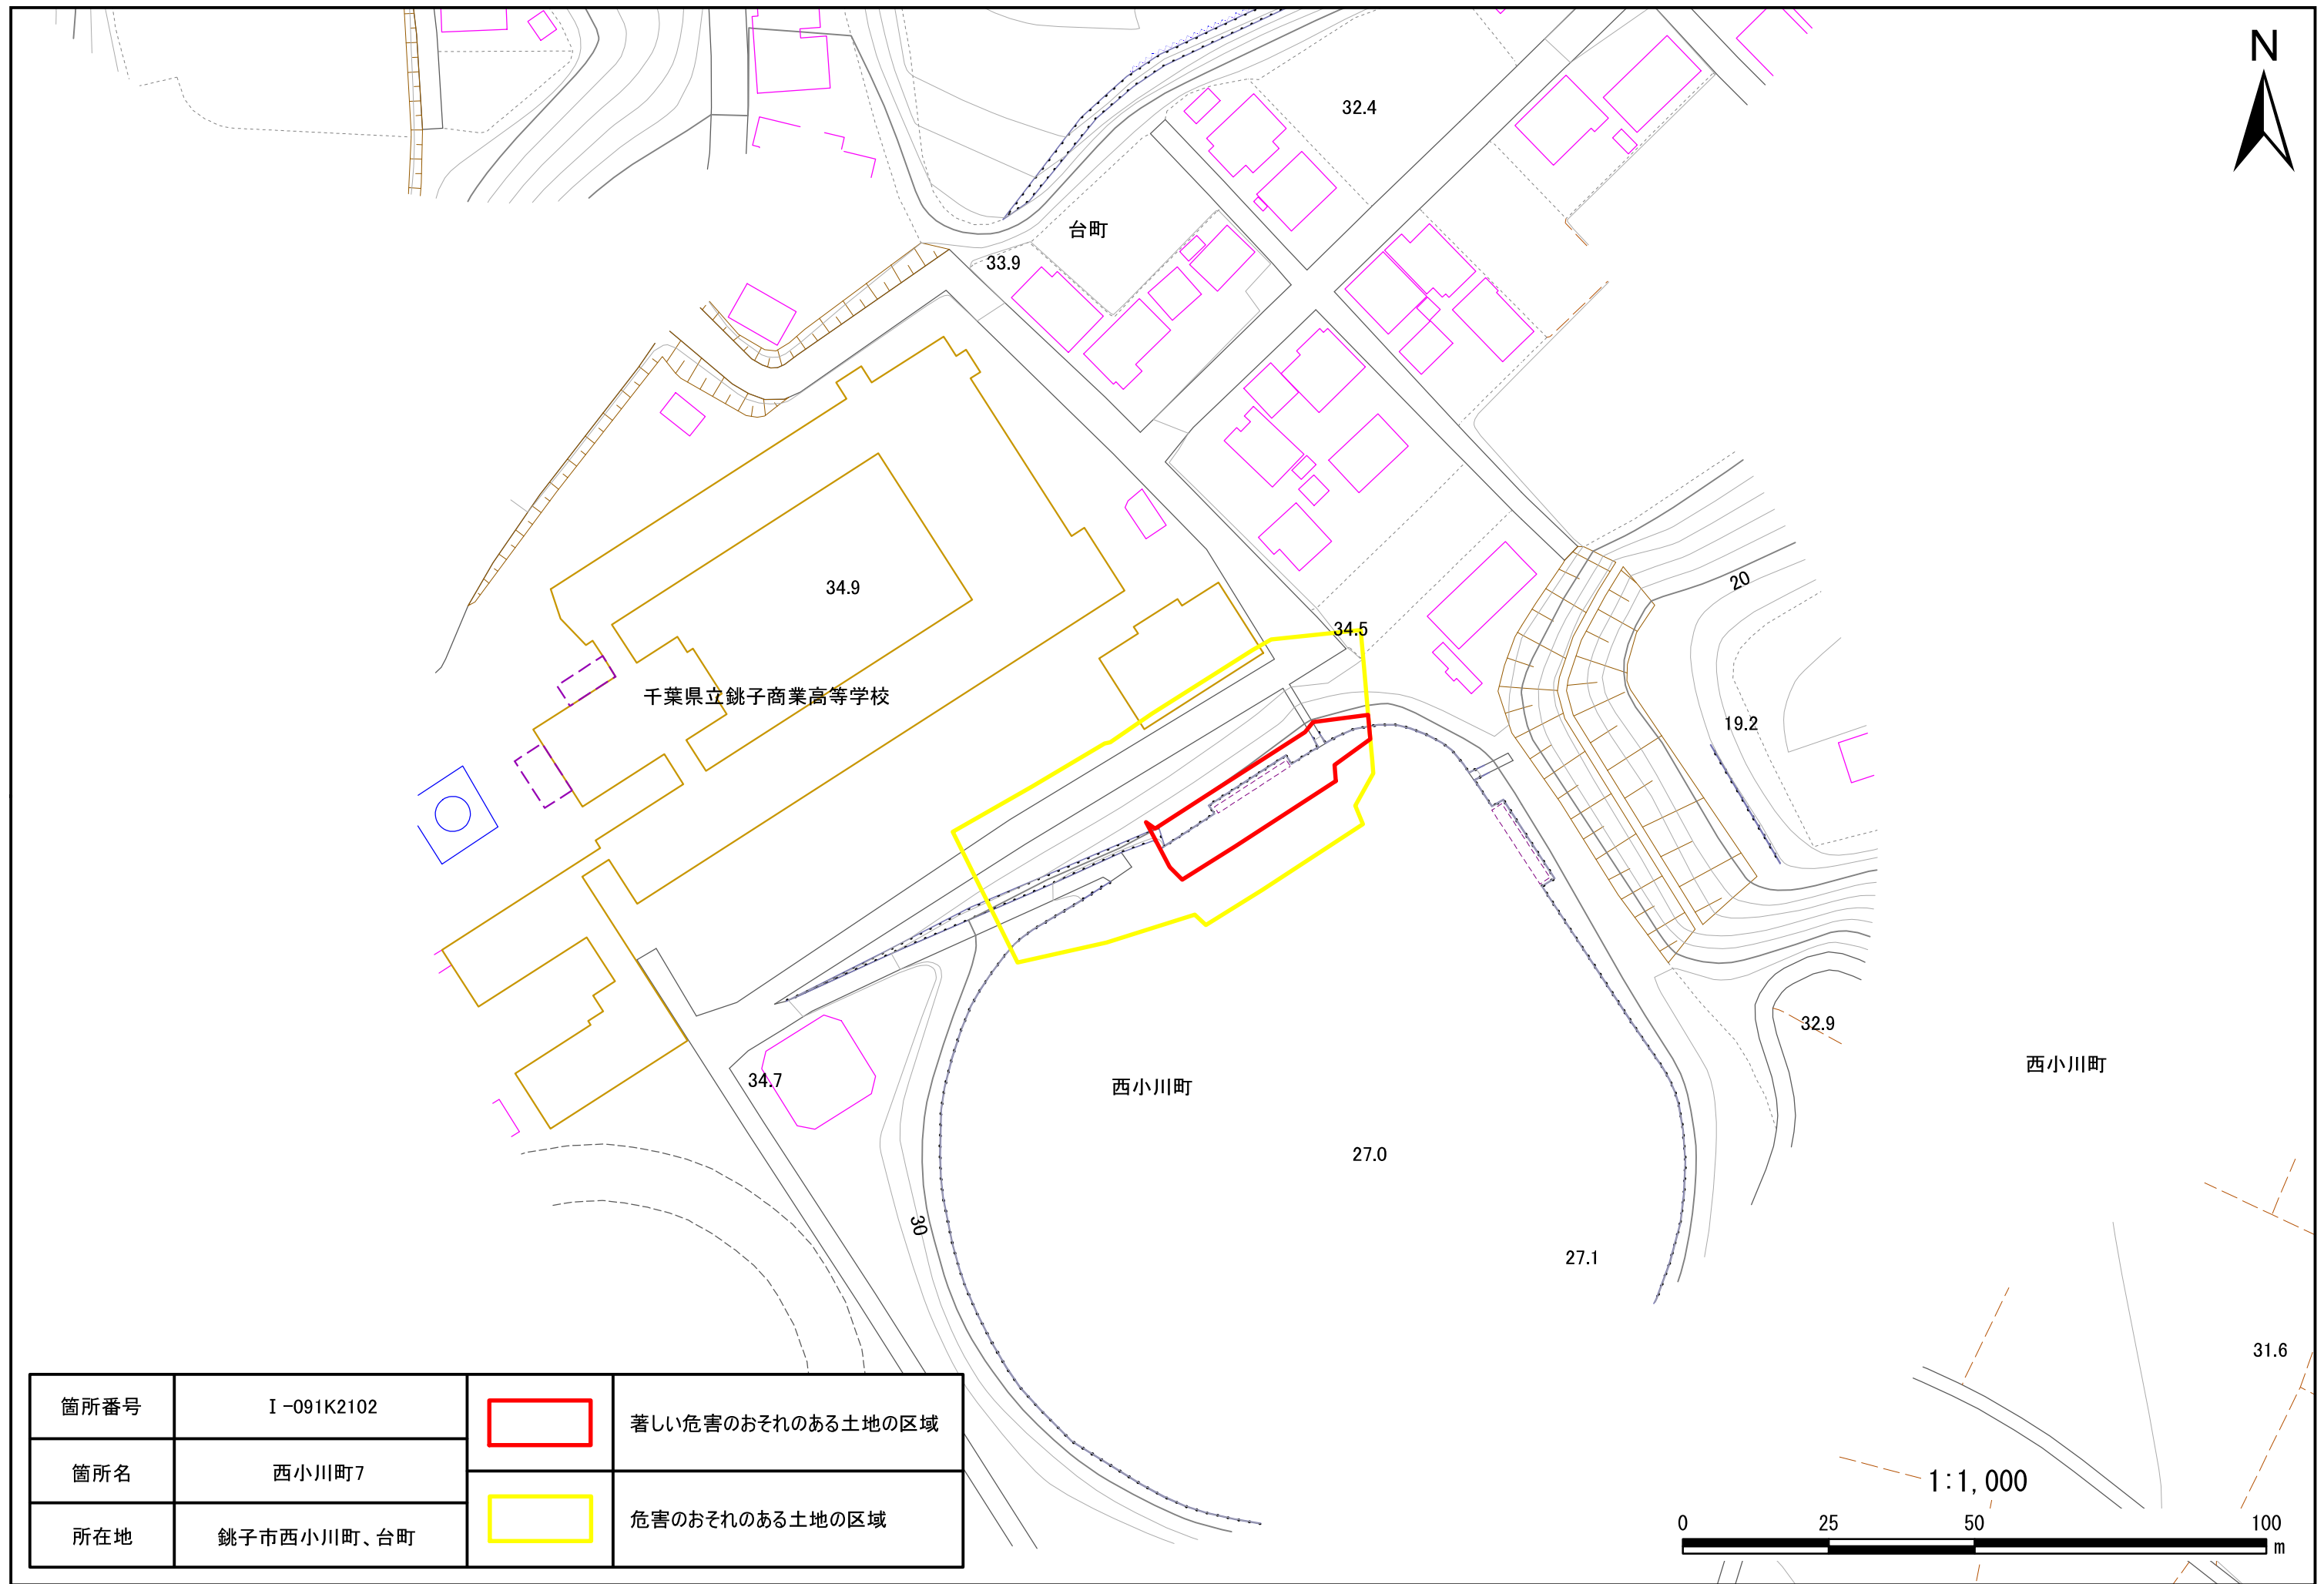 N
32.4
台町
33.9
34.9
20
34.5
千葉県立銚子商業高等学校
19.2
32.9
西小川町
34.7
西小川町
27.0
30
27.1
31.6
箇所番号 Ⅰ-091K2102
箇所名 西小川町7
所在地 銚子市西小川町、台町
著しい危害のおそれのある土地の区域
危害のおそれのある土地の区域
1:1,000
0 25 50 100
m